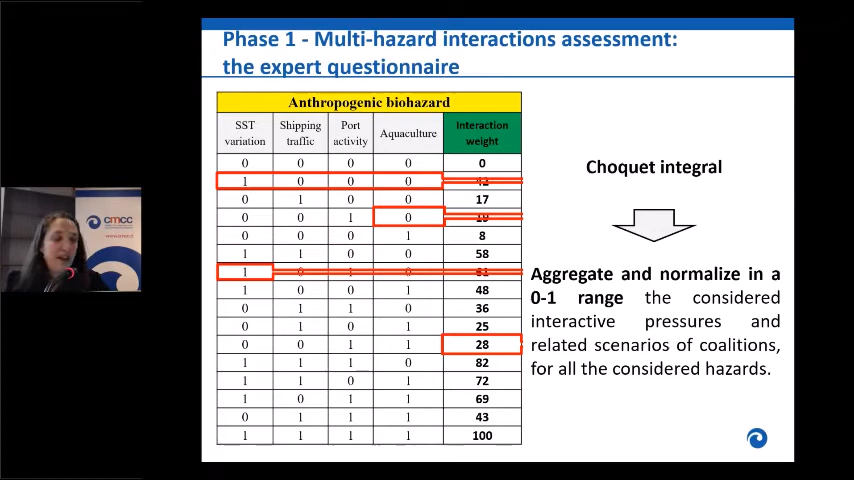 Phase 1 - Multi-hazard interactions assessment:
the expert questionnaire
Anthropogenic biohazard
SST variation Shipping traffic Port activity Aquaculture Interaction weight
0 0 0 0 0
1 0 0 0
0 1 0 0 17
0 0 1 0
0 0 0 1 8
1 1 0 0 58
1
1 0 0 1 48
0 1 1 0 36
0 1 0 1 25
0 0 1 1 28
1 1 1 0 82
1 1 0 1 72
1 0 1 1 69
0 1 1 1 43
1 1 1 1 100
Choquet integral
Aggregate and normalize in a
0-1 range the considered
interactive pressures and
related scenarios of coalitions,
for all the considered hazards.
cmcc